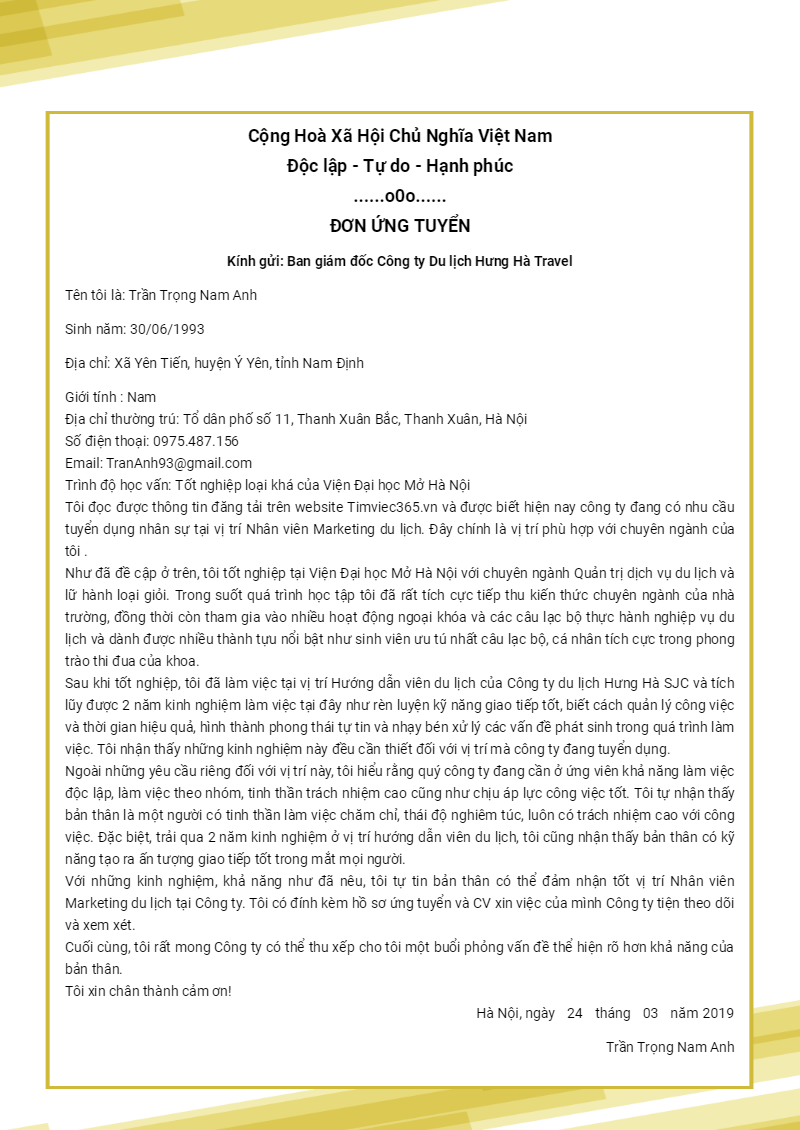 Cộng Hoà Xã Hội Chủ Nghĩa Việt Nam
Độc lập - Tự do - Hạnh phúc
......o0o......
ĐƠN ỨNG TUYỂN
Kính gửi: Ban giám đốc Công ty Du lịch Hưng Hà Travel
Tên tôi là: Trần Trọng Nam Anh
Sinh năm: 30/06/1993
Địa chỉ: Xã Yên Tiến, huyện Ý Yên, tỉnh Nam Định
Giới tính : Nam
Địa chỉ thường trú: Tổ dân phố số 11, Thanh Xuân Bắc, Thanh Xuân, Hà Nội
Số điện thoại: 0975.487.156
Email: TranAnh93@gmail.com
Trình độ học vấn: Tốt nghiệp loại khá của Viện Đại học Mở Hà Nội
Tôi đọc được thông tin đăng tải trên website Timviec365.vn và được biết hiện nay công ty đang có nhu cầu
tuyển dụng nhân sự tại vị trí Nhân viên Marketing du lịch. Đây chính là vị trí phù hợp với chuyên ngành của
tôi .
Như đã đề cập ở trên, tôi tốt nghiệp tại Viện Đại học Mở Hà Nội với chuyên ngành Quản trị dịch vụ du lịch và
lữ hành loại giỏi. Trong suốt quá trình học tập tôi đã rất tích cực tiếp thu kiến thức chuyên ngành của nhà
trường, đồng thời còn tham gia vào nhiều hoạt động ngoại khóa và các câu lạc bộ thực hành nghiệp vụ du
lịch và dành được nhiều thành tựu nổi bật như sinh viên ưu tú nhất câu lạc bộ, cá nhân tích cực trong phong
trào thi đua của khoa.
Sau khi tốt nghiệp, tôi đã làm việc tại vị trí Hướng dẫn viên du lịch của Công ty du lịch Hưng Hà SJC và tích
lũy được 2 năm kinh nghiệm làm việc tại đây như rèn luyện kỹ năng giao tiếp tốt, biết cách quản lý công việc
và thời gian hiệu quả, hình thành phong thái tự tin và nhạy bén xử lý các vấn đề phát sinh trong quá trình làm
việc. Tôi nhận thấy những kinh nghiệm này đều cần thiết đối với vị trí mà công ty đang tuyển dụng.
Ngoài những yêu cầu riêng đối với vị trí này, tôi hiểu rằng quý công ty đang cần ở ứng viên khả năng làm việc
độc lập, làm việc theo nhóm, tinh thần trách nhiệm cao cũng như chịu áp lực công việc tốt. Tôi tự nhận thấy
bản thân là một người có tinh thần làm việc chăm chỉ, thái độ nghiêm túc, luôn có trách nhiệm cao với công
việc. Đặc biệt, trải qua 2 năm kinh nghiệm ở vị trí hướng dẫn viên du lịch, tôi cũng nhận thấy bản thân có kỹ
năng tạo ra ấn tượng giao tiếp tốt trong mắt mọi người.
Với những kinh nghiệm, khả năng như đã nêu, tôi tự tin bản thân có thể đảm nhận tốt vị trí Nhân viên
Marketing du lịch tại Công ty. Tôi có đính kèm hồ sơ ứng tuyển và CV xin việc của mình Công ty tiện theo dõi
và xem xét.
Cuối cùng, tôi rất mong Công ty có thể thu xếp cho tôi một buổi phỏng vấn đề thể hiện rõ hơn khả năng của
bản thân.
Tôi xin chân thành cảm ơn!
Hà Nội, ngày 24 tháng 03 năm 2019
Trần Trọng Nam Anh